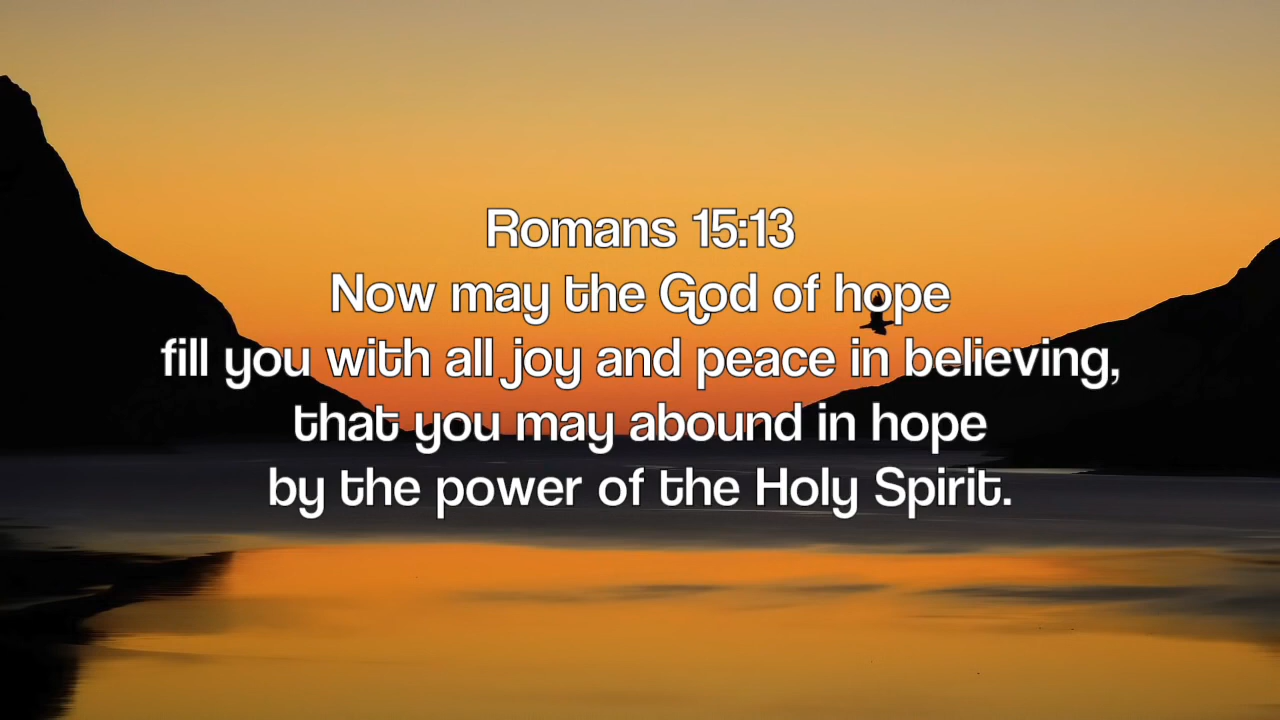 Romans 15:13
Now may the God of hope
fill you with all joy and peace in believing,
that you may abound in hope
by the power of the Holy Spirit.